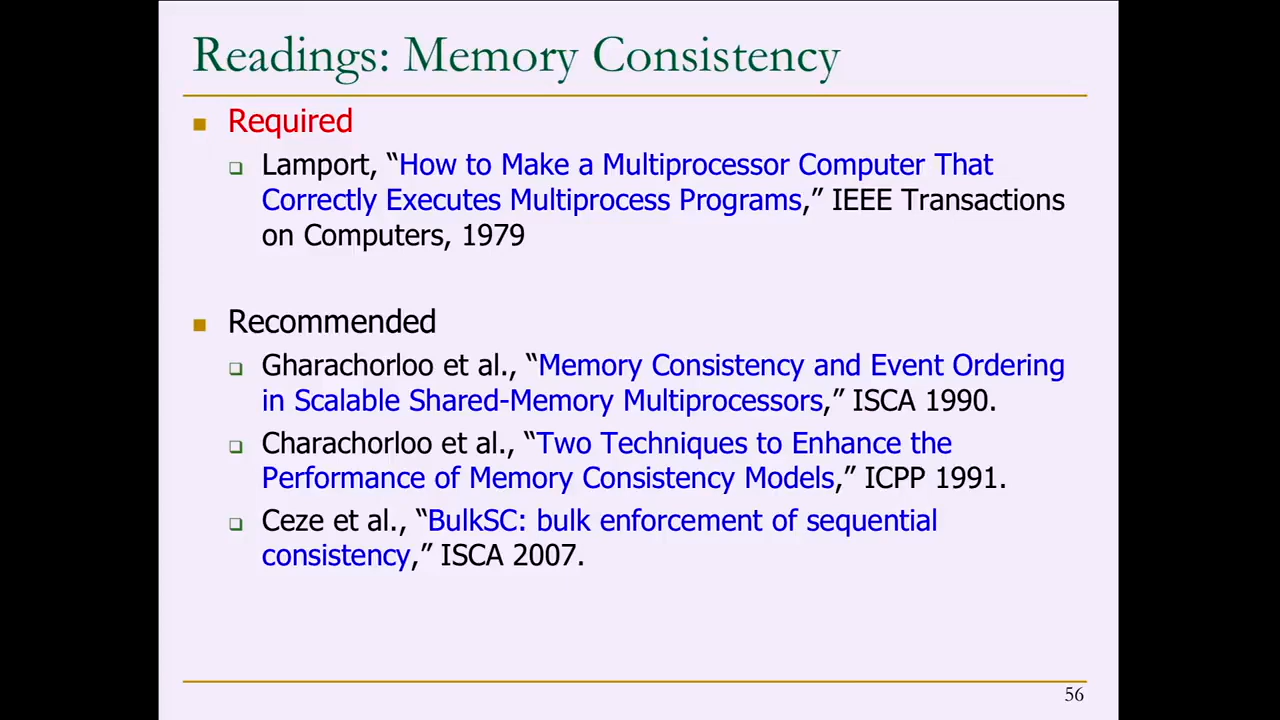 Readings: Memory Consistency
Required
Lamport, “How to Make a Multiprocessor Computer That
Correctly Executes Multiprocess Programs,” IEEE Transactions
on Computers, 1979
Recommended
Gharachorloo et al., “Memory Consistency and Event Ordering
in Scalable Shared-Memory Multiprocessors,” ISCA 1990.
Charachorloo et al., “Two Techniques to Enhance the
Performance of Memory Consistency Models,” ICPP 1991.
Ceze et al., “BulkSC: bulk enforcement of sequential
consistency,” ISCA 2007.
56